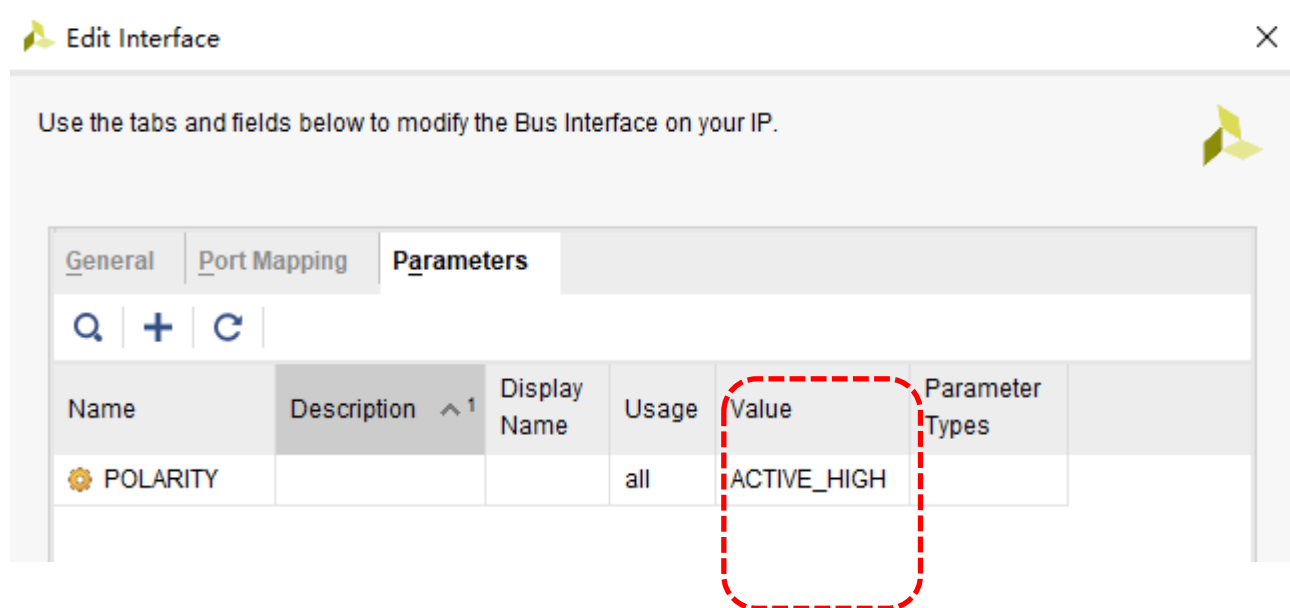 Edit Interface
Use the tabs and fields below to modify the Bus Interface on your IP.
General Port Mapping Parameters
Name Description 1 Display Name Usage Value Parameter Types
POLARITY all ACTIVE_HIGH